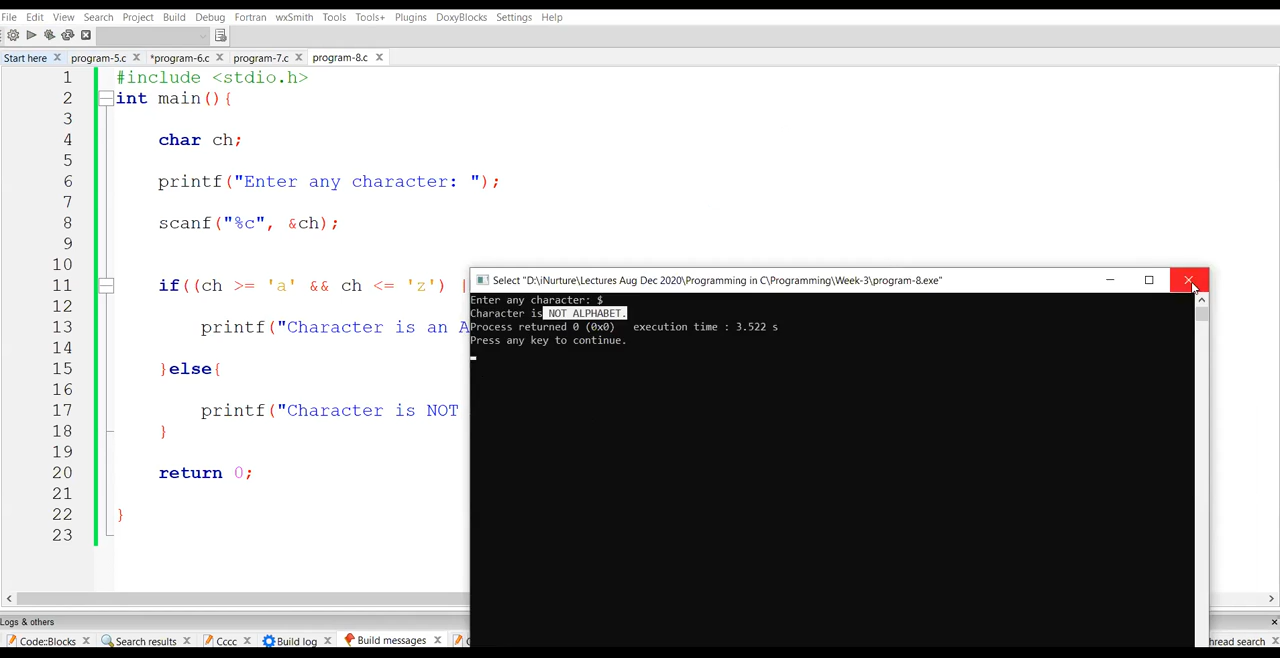 File Edit View Search Project Build Debug Fortran wxSmith Tools Tools+ Plugins DoxyBlocks Settings Help
Start here program-5.c *program-6.c program-7.c program-8.c
1 #include <stdio.h>
2 int main(){
3
4 char ch;
5
6 printf("Enter any character: ");
7
8 scanf("%c", &ch);
9
10
11 if((ch >= 'a' && ch <= 'z') |
12
13 printf("Character is an A
14
15 }else{
16
17 printf("Character is NOT
18 }
19
20 return 0;
21
22 }
23
Select "D:\iNurture\Lectures Aug Dec 2020\Programming in C\Programming\Week-3\program-8.exe"
Enter any character: $
Character is NOT ALPHABET.
Process returned 0 (0x0) execution time : 3.522 s
Press any key to continue.
Logs & others
Code::Blocks Search results Cccc Build log Build messages hread search